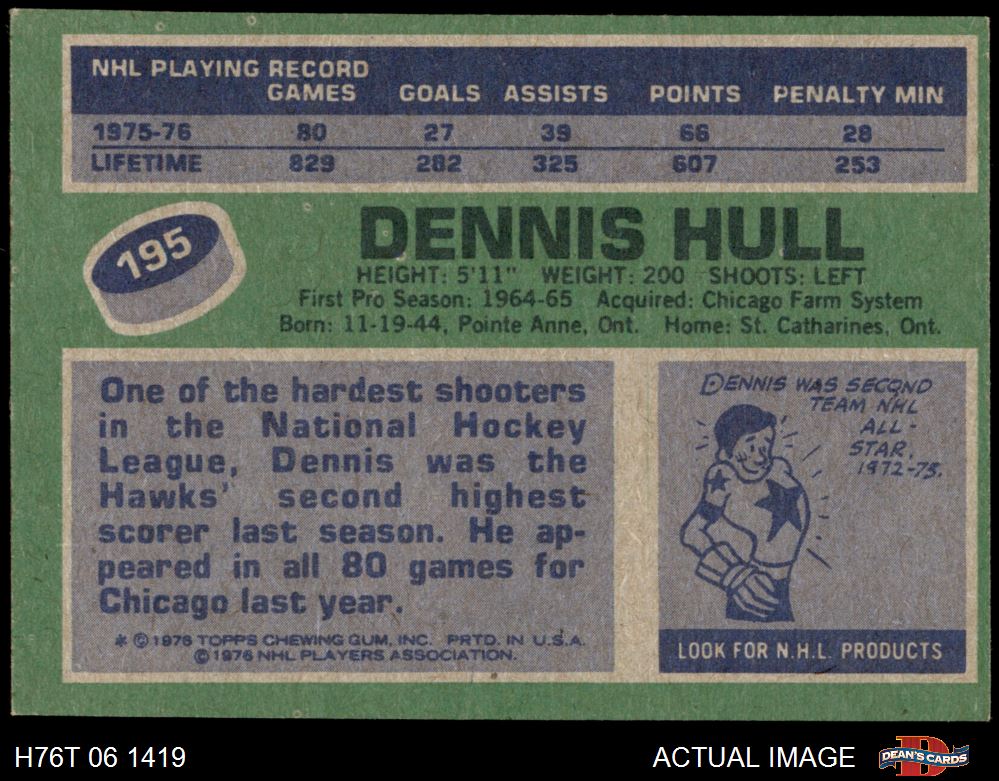 NHL PLAYING RECORD
GAMES GOALS ASSISTS POINTS PENALTY MIN
1975-76 80 27 39 66 28
LIFETIME 829 282 325 607 253
195
DENNIS HULL
HEIGHT: 5'11" WEIGHT: 200 SHOOTS: LEFT
First Pro Season: 1964-65 Acquired: Chicago Farm System
Born: 11-19-44, Pointe Anne, Ont. Home: St. Catharines, Ont.
One of the hardest shooters
in the National Hockey
League, Dennis was the
Hawks' second highest
scorer last season. He ap-
peared in all 80 games for
Chicago last year.
* © 1976 TOPPS CHEWING GUM, INC. PRTD. IN U.S.A.
© 1976 NHL PLAYERS ASSOCIATION.
DENNIS WAS SECOND
TEAM NHL
ALL-
STAR,
1972-73.
LOOK FOR N.H.L. PRODUCTS
H76T 06 1419
ACTUAL IMAGE
DEAN'S CARDS